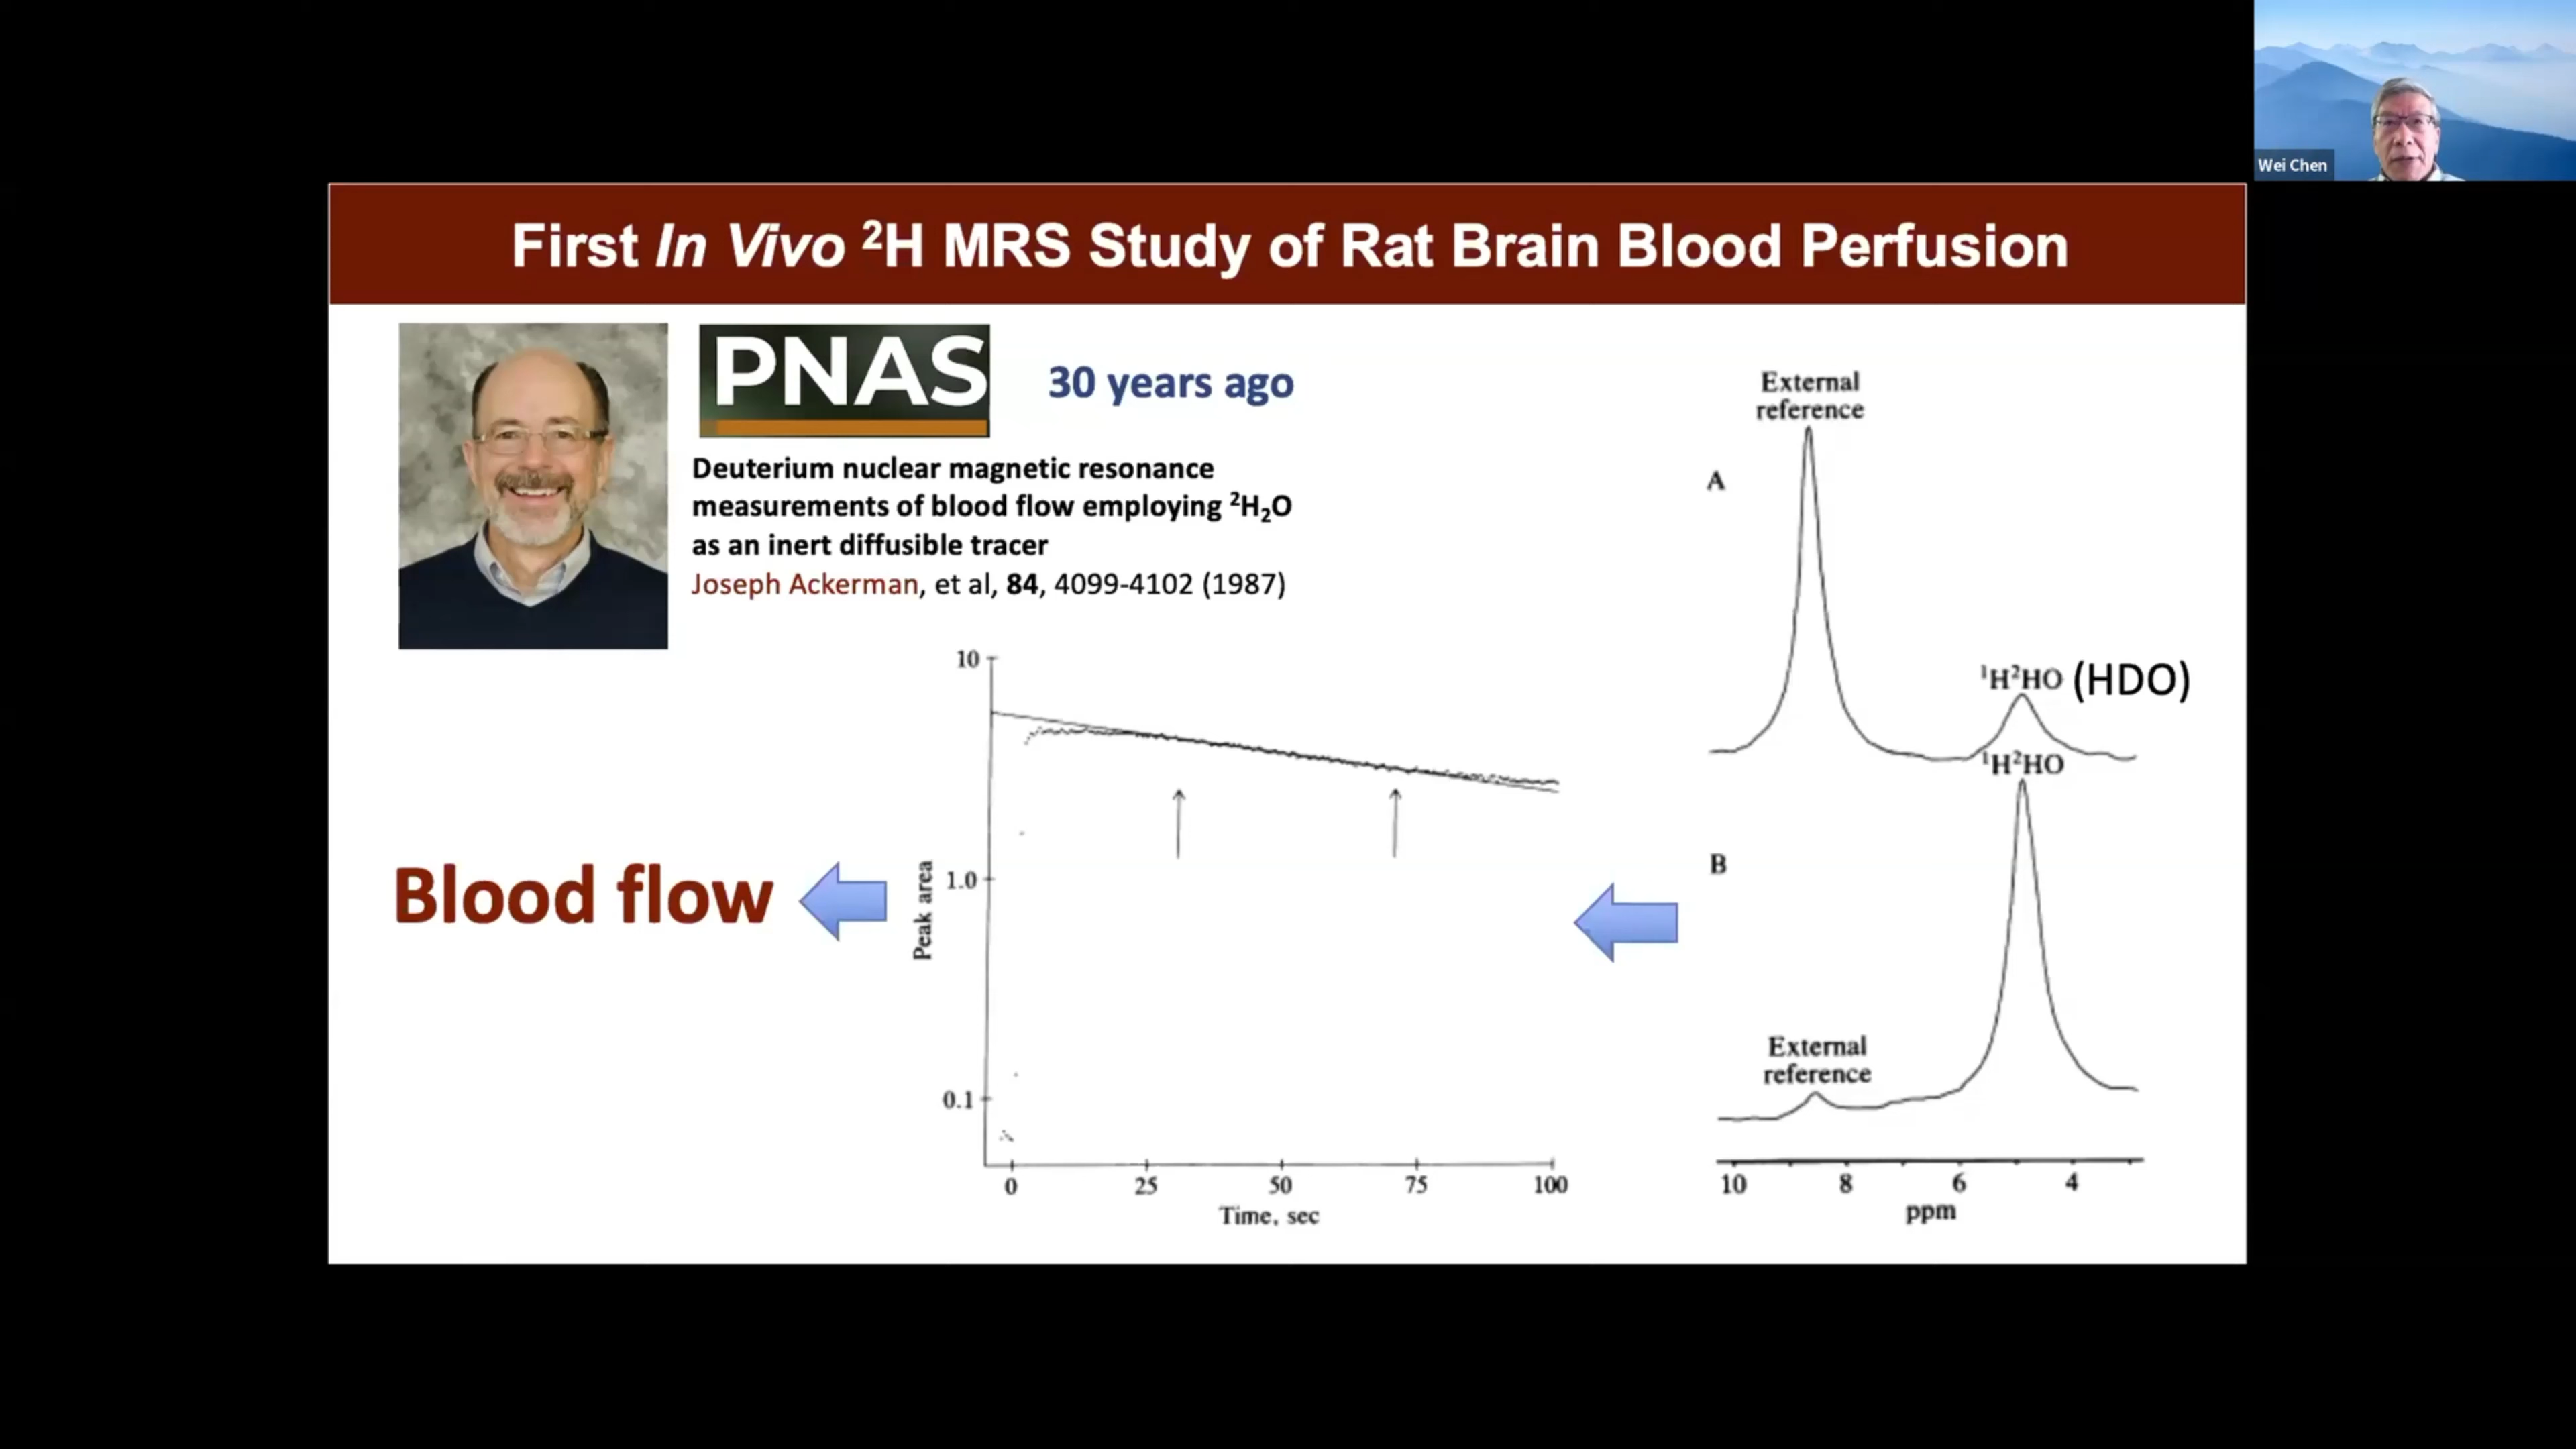 Wei Chen
First In Vivo ²H MRS Study of Rat Brain Blood Perfusion
PNAS
30 years ago
Deuterium nuclear magnetic resonance
measurements of blood flow employing ²H₂O
as an inert diffusible tracer
Joseph Ackerman, et al, 84, 4099-4102 (1987)
Blood flow
10
1.0
0.1
Peak area
0
25
50
75
100
Time, sec
External
reference
A
¹H²HO (HDO)
¹H²HO
B
External
reference
10
8
6
4
ppm